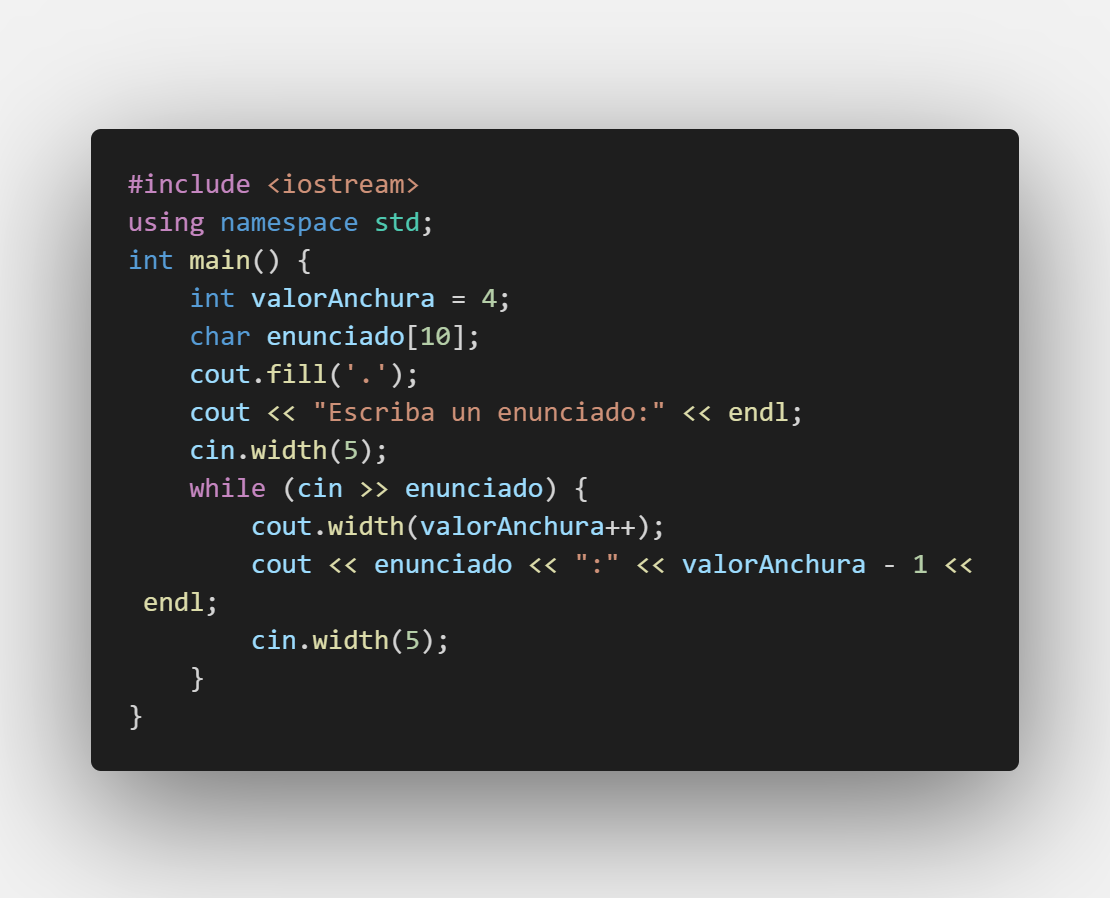 #include <iostream>
using namespace std;
int main() {
    int valorAnchura = 4;
    char enunciado[10];
    cout.fill('.');
    cout << "Escriba un enunciado:" << endl;
    cin.width(5);
    while (cin >> enunciado) {
        cout.width(valorAnchura++);
        cout << enunciado << ":" << valorAnchura - 1 <<
 endl;
        cin.width(5);
    }
}